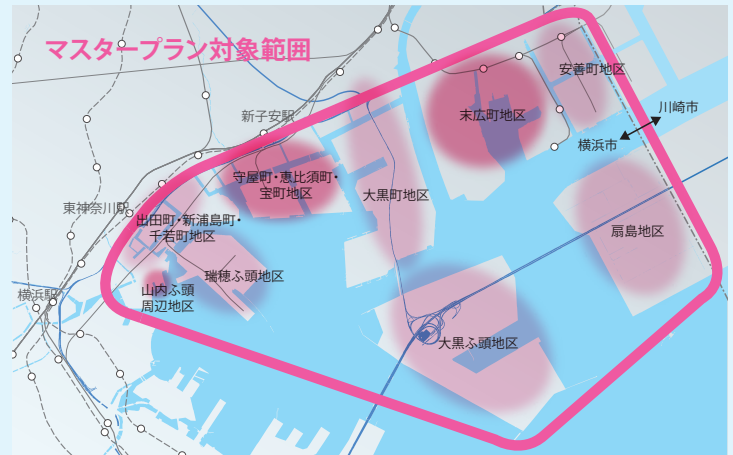 マスタープラン対象範囲
安善町地区
川崎市
横浜市
末広町地区
新子安駅
守屋町・恵比須町・
宝町地区
大黒町地区
東神奈川駅
出田町・新浦島町・
千若町地区
扇島地区
瑞穂ふ頭地区
山内ふ頭
周辺地区
横浜駅
大黒ふ頭地区